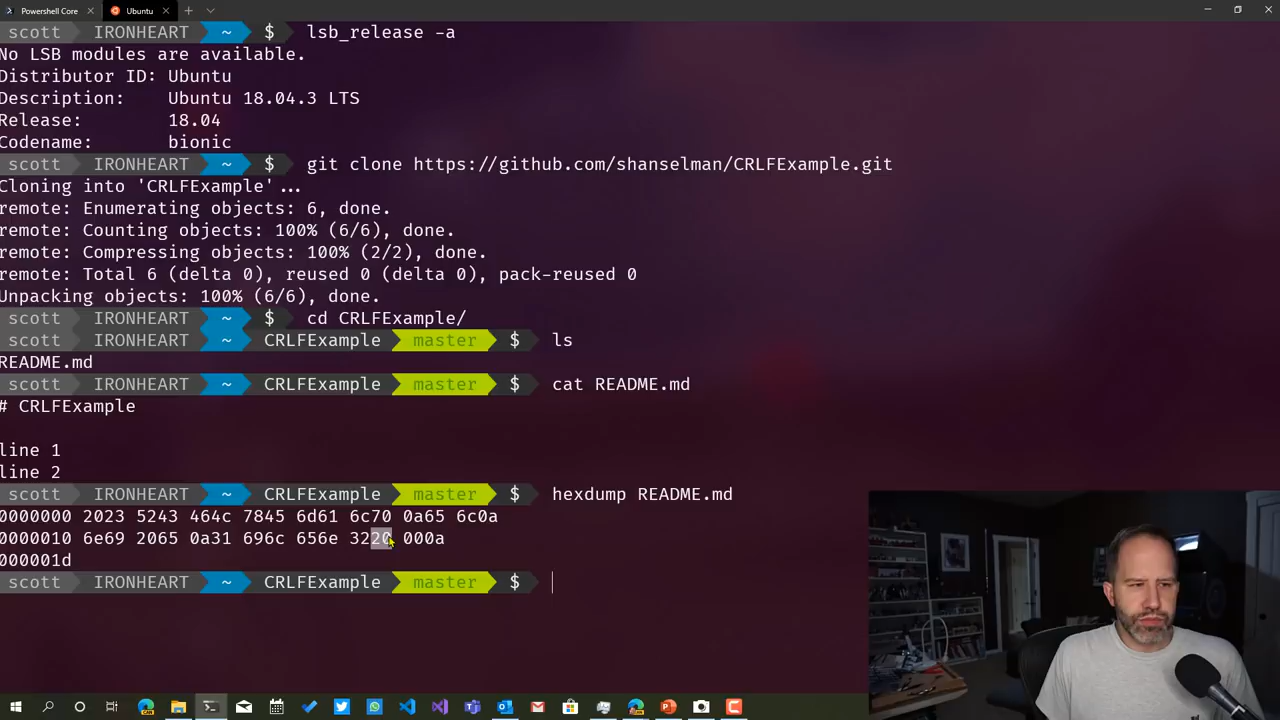 Powershell Core
Ubuntu
scott IRONHEART ~ $ lsb_release -a
No LSB modules are available.
Distributor ID: Ubuntu
Description: Ubuntu 18.04.3 LTS
Release: 18.04
Codename: bionic
scott IRONHEART ~ $ git clone https://github.com/shanselman/CRLFExample.git
Cloning into 'CRLFExample'...
remote: Enumerating objects: 6, done.
remote: Counting objects: 100% (6/6), done.
remote: Compressing objects: 100% (2/2), done.
remote: Total 6 (delta 0), reused 0 (delta 0), pack-reused 0
Unpacking objects: 100% (6/6), done.
scott IRONHEART ~ $ cd CRLFExample/
scott IRONHEART ~ CRLFExample master $ ls
README.md
scott IRONHEART ~ CRLFExample master $ cat README.md
# CRLFExample
line 1
line 2
scott IRONHEART ~ CRLFExample master $ hexdump README.md
0000000 2023 5243 464c 7845 6d61 6c70 0a65 6c0a
0000010 6e69 2065 0a31 696c 656e 3220 000a
000001d
scott IRONHEART ~ CRLFExample master $